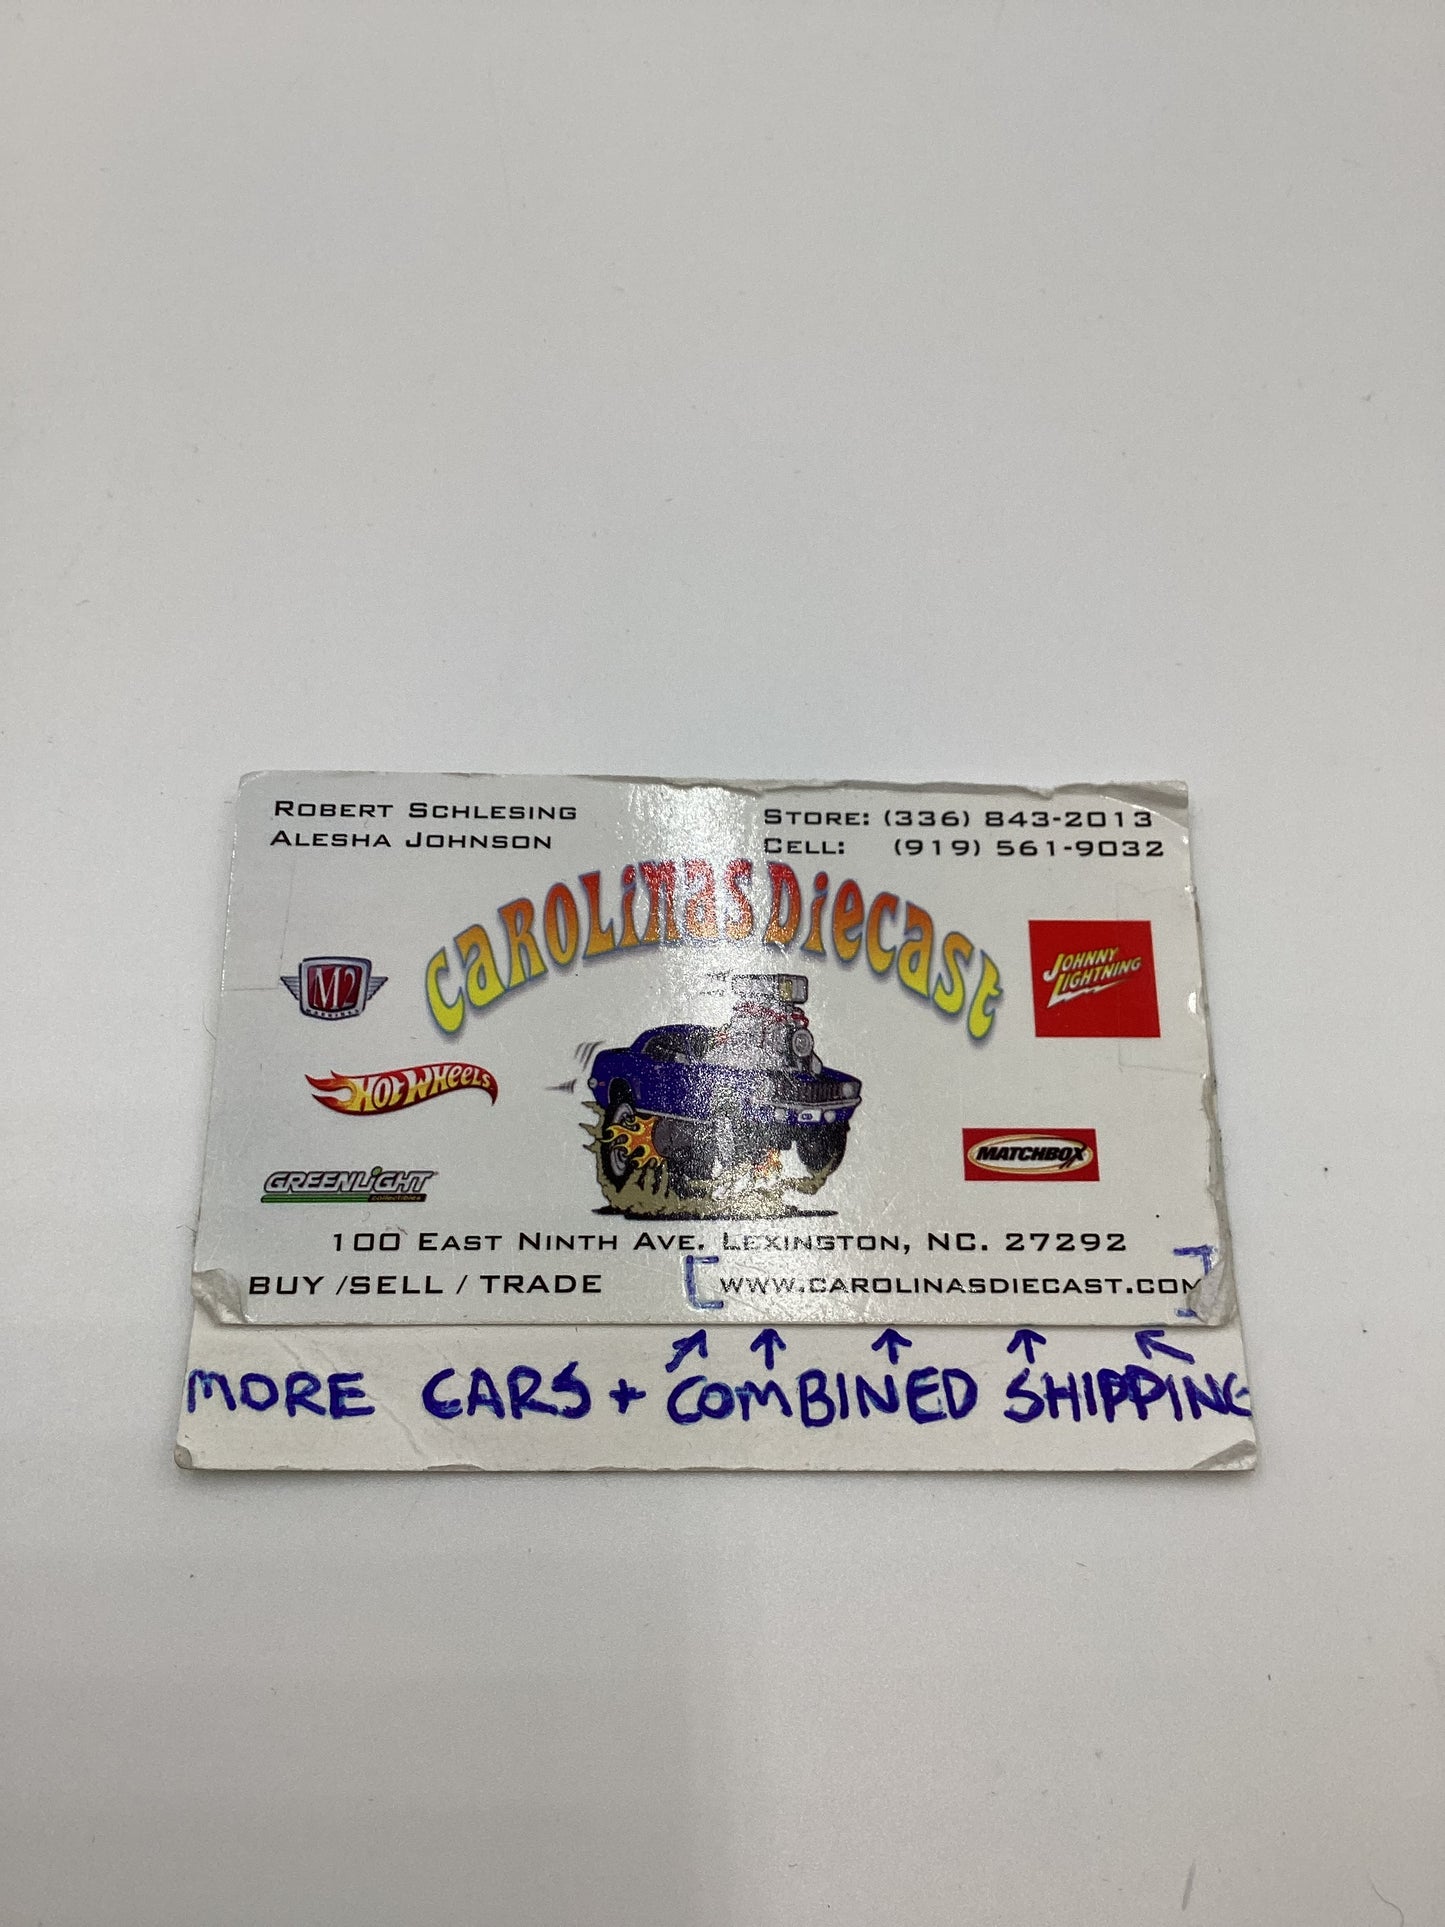 ROBERT SCHLESING
ALESHA JOHNSON
STORE: (336) 843-2013
CELL: (919) 561-9032
CAROLINAS DIECAST
M2
MACHINES
JOHNNY LIGHTNING
HOT WHEELS
MATCHBOX
GREENLIGHT
collectibles
100 EAST NINTH AVE. LEXINGTON, NC. 27292
BUY /SELL / TRADE [WWW.CAROLINASDIECAST.COM]
MORE CARS + COMBINED SHIPPING